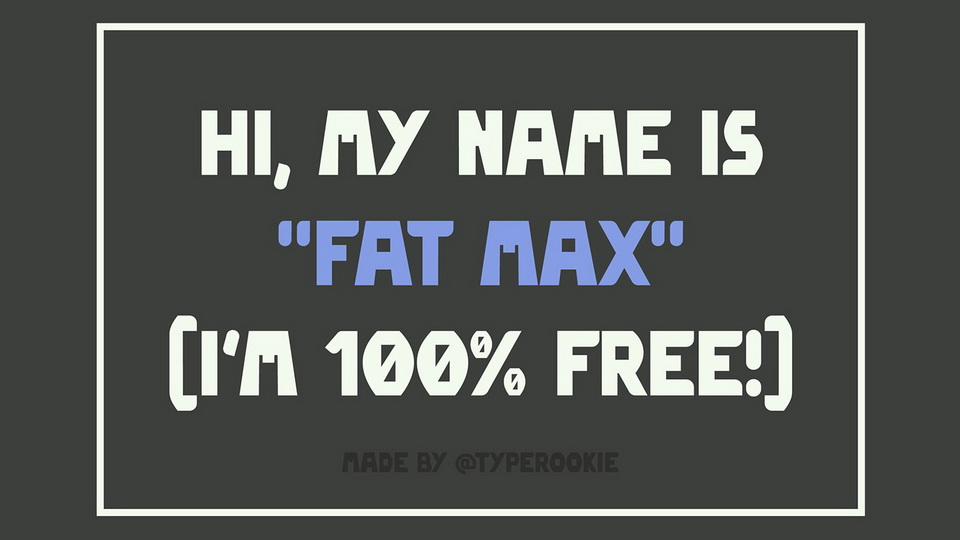 HI, MY NAME IS
"FAT MAX"
(I'M 100% FREE!)
MADE BY @TYPEROOKIE